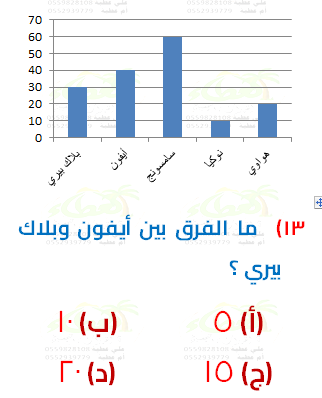 70
60
50
40
30
20
10
0
بلاك بيري
أيفون
سامسونج
نوكيا
هواوي
١٣) ما الفرق بين أيفون وبلاك
بيري ؟
(أ) ٥ (ب) ١٠
(ج) ١٥ (د) ٢٠